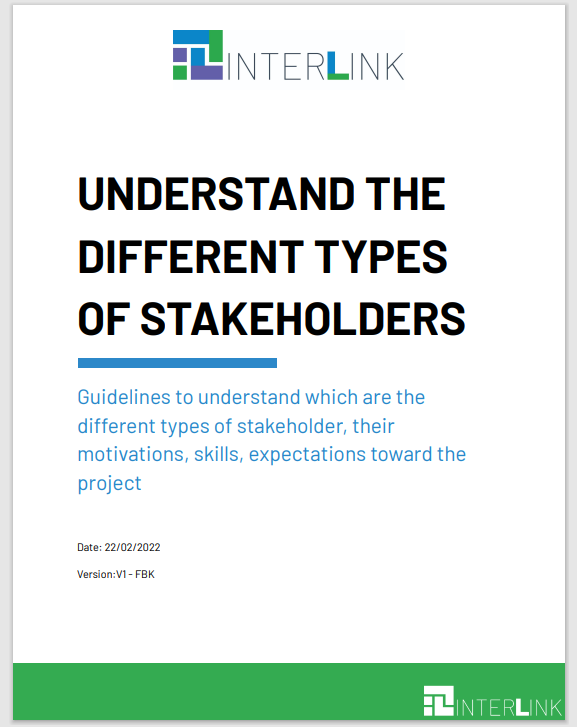 INTERLINK
UNDERSTAND THE
DIFFERENT TYPES
OF STAKEHOLDERS
Guidelines to understand which are the
different types of stakeholder, their
motivations, skills, expectations toward the
project
Date: 22/02/2022
Version:V1 - FBK
INTERLINK